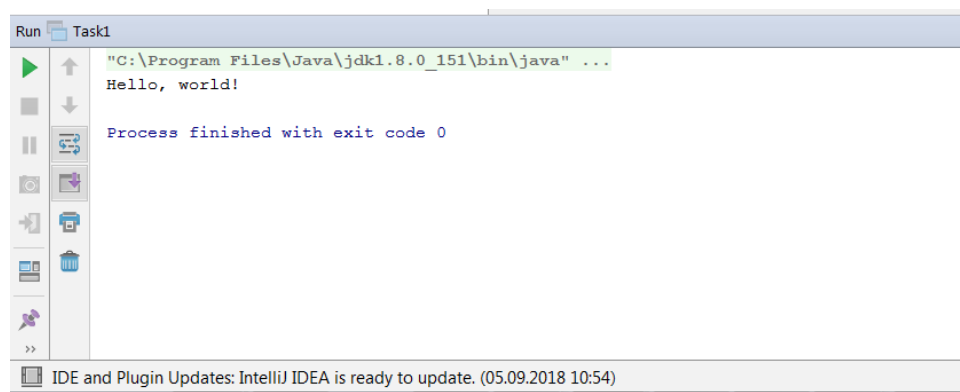 Run Task1
"C:\Program Files\Java\jdk1.8.0_151\bin\java" ...
Hello, world!
Process finished with exit code 0
IDE and Plugin Updates: IntelliJ IDEA is ready to update. (05.09.2018 10:54)